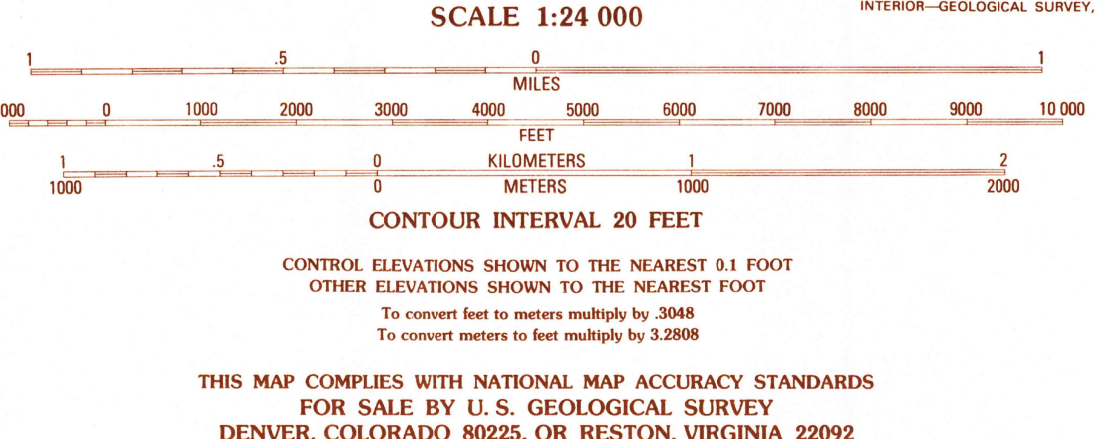 INTERIOR—GEOLOGICAL SURVEY,
SCALE 1:24 000
1 .5 0 1
MILES
000 0 1000 2000 3000 4000 5000 6000 7000 8000 9000 10 000
FEET
1 .5 0 KILOMETERS 1 2
1000 0 METERS 1000 2000
CONTOUR INTERVAL 20 FEET
CONTROL ELEVATIONS SHOWN TO THE NEAREST 0.1 FOOT
OTHER ELEVATIONS SHOWN TO THE NEAREST FOOT
To convert feet to meters multiply by .3048
To convert meters to feet multiply by 3.2808
THIS MAP COMPLIES WITH NATIONAL MAP ACCURACY STANDARDS
FOR SALE BY U. S. GEOLOGICAL SURVEY
DENVER, COLORADO 80225, OR RESTON, VIRGINIA 22092